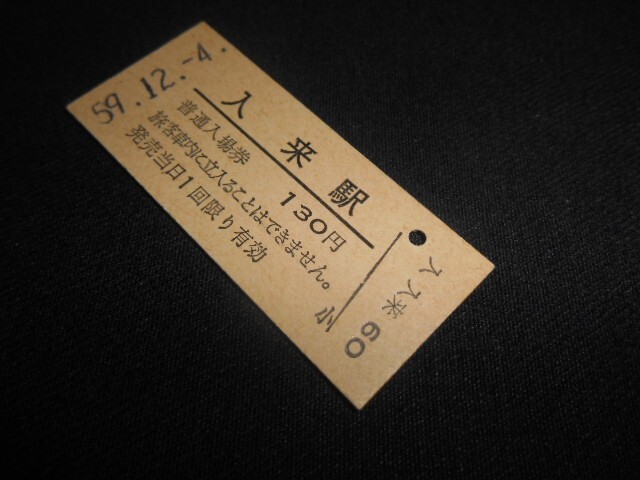 59.12.-4.
入来駅
普通入場券 130円
旅客車内に立入ることはできません。
発売当日1回限り有効
小
入来
60